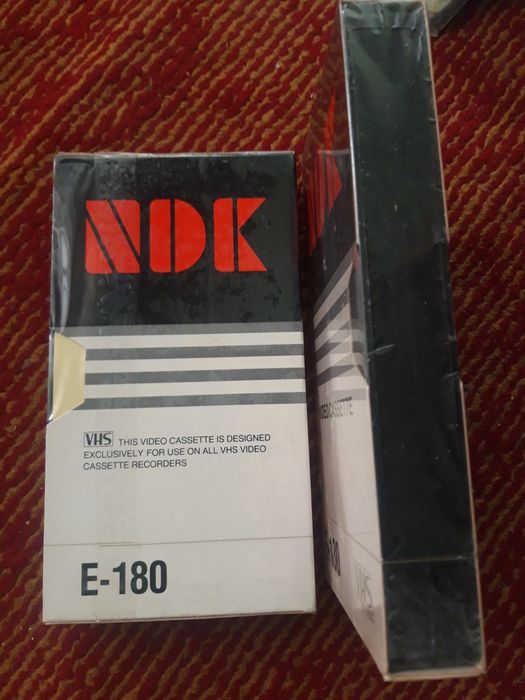 NDK
VHS THIS VIDEO CASSETTE IS DESIGNED
EXCLUSIVELY FOR USE ON ALL VHS VIDEO
CASSETTE RECORDERS
E-180
NDK
CASSETTE
VHS